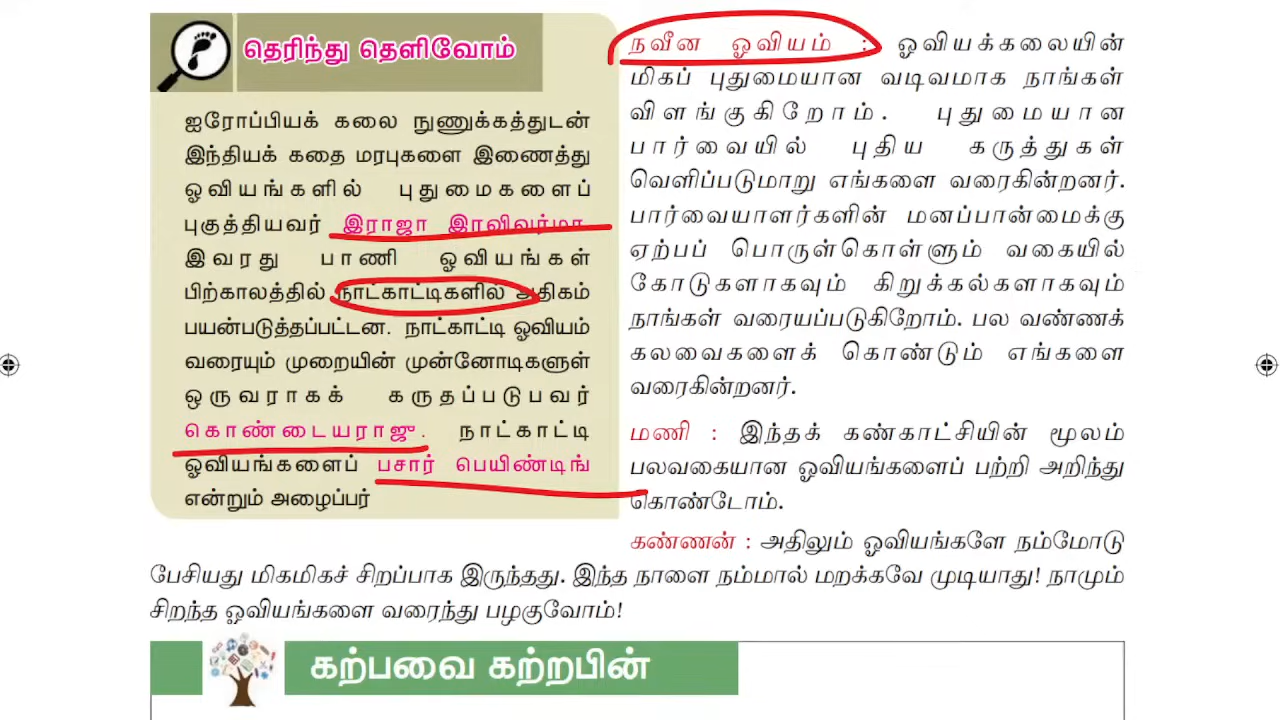 தெரிந்து தெளிவோம்
ஐரோப்பியக் கலை நுணுக்கத்துடன்
இந்தியக் கதை மரபுகளை இணைத்து
ஓவியங்களில் புதுமைகளைப்
புகுத்தியவர் இராஜா இரவிவர்மா.
இவரது பாணி ஓவியங்கள்
பிற்காலத்தில் நாட்காட்டிகளில் அதிகம்
பயன்படுத்தப்பட்டன. நாட்காட்டி ஓவியம்
வரையும் முறையின் முன்னோடிகளுள்
ஒருவராகக் கருதப்படுபவர்
கொண்டையராஜு. நாட்காட்டி
ஓவியங்களைப் பசார் பெயிண்டிங்
என்றும் அழைப்பர்
நவீன ஓவியம் : ஓவியக்கலையின்
மிகப் புதுமையான வடிவமாக நாங்கள்
விளங்குகிறோம். புதுமையான
பார்வையில் புதிய கருத்துகள்
வெளிப்படுமாறு எங்களை வரைகின்றனர்.
பார்வையாளர்களின் மனப்பான்மைக்கு
ஏற்பப் பொருள்கொள்ளும் வகையில்
கோடுகளாகவும் கிறுக்கல்களாகவும்
நாங்கள் வரையப்படுகிறோம். பல வண்ணக்
கலவைகளைக் கொண்டும் எங்களை
வரைகின்றனர்.
மணி : இந்தக் கண்காட்சியின் மூலம்
பலவகையான ஓவியங்களைப் பற்றி அறிந்து
கொண்டோம்.
கண்ணன் : அதிலும் ஓவியங்களே நம்மோடு
பேசியது மிகமிகச் சிறப்பாக இருந்தது. இந்த நாளை நம்மால் மறக்கவே முடியாது! நாமும்
சிறந்த ஓவியங்களை வரைந்து பழகுவோம்!
கற்பவை கற்றபின்